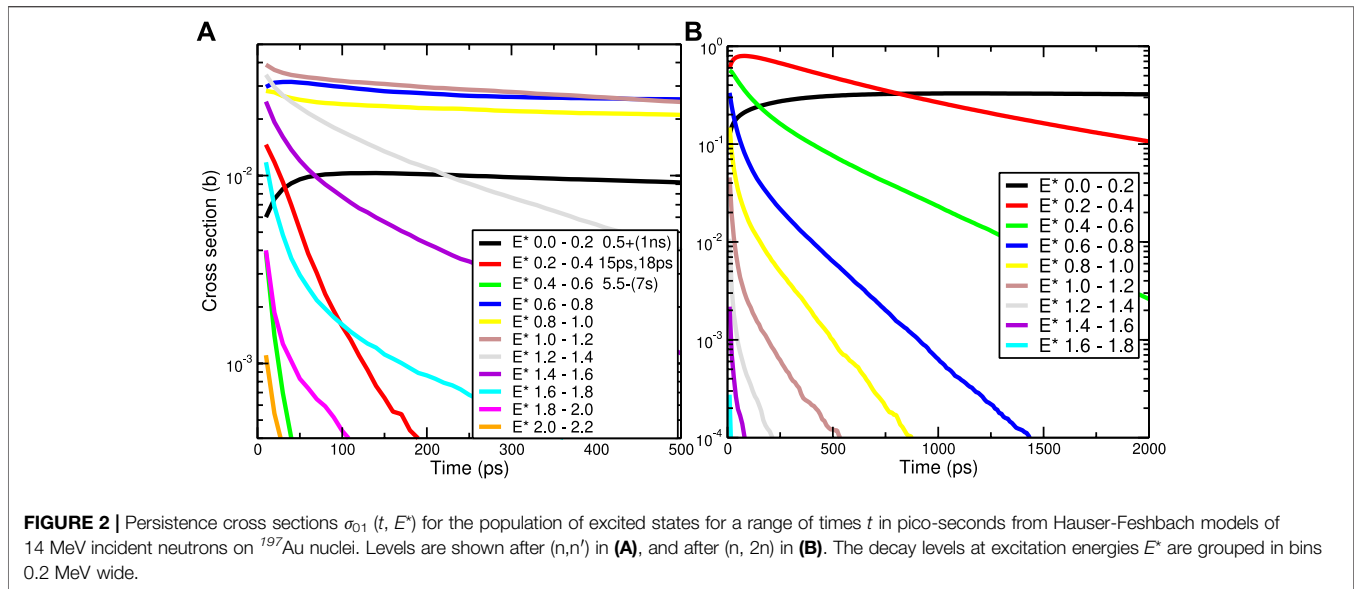 A
Cross section (b)
10⁻²
10⁻³
0 100 200 300 400 500
Time (ps)
E* 0.0 - 0.2 0.5+(1ns)
E* 0.2 - 0.4 15ps,18ps
E* 0.4 - 0.6 5.5-(7s)
E* 0.6 - 0.8
E* 0.8 - 1.0
E* 1.0 - 1.2
E* 1.2 - 1.4
E* 1.4 - 1.6
E* 1.6 - 1.8
E* 1.8 - 2.0
E* 2.0 - 2.2
B
10⁰
10⁻¹
10⁻²
10⁻³
10⁻⁴
0 500 1000 1500 2000
Time (ps)
E* 0.0 - 0.2
E* 0.2 - 0.4
E* 0.4 - 0.6
E* 0.6 - 0.8
E* 0.8 - 1.0
E* 1.0 - 1.2
E* 1.2 - 1.4
E* 1.4 - 1.6
E* 1.6 - 1.8
FIGURE 2 | Persistence cross sections σ₀₁ (t, E*) for the population of excited states for a range of times t in pico-seconds from Hauser-Feshbach models of
14 MeV incident neutrons on ¹⁹⁷Au nuclei. Levels are shown after (n,n′) in (A), and after (n, 2n) in (B). The decay levels at excitation energies E* are grouped in bins
0.2 MeV wide.